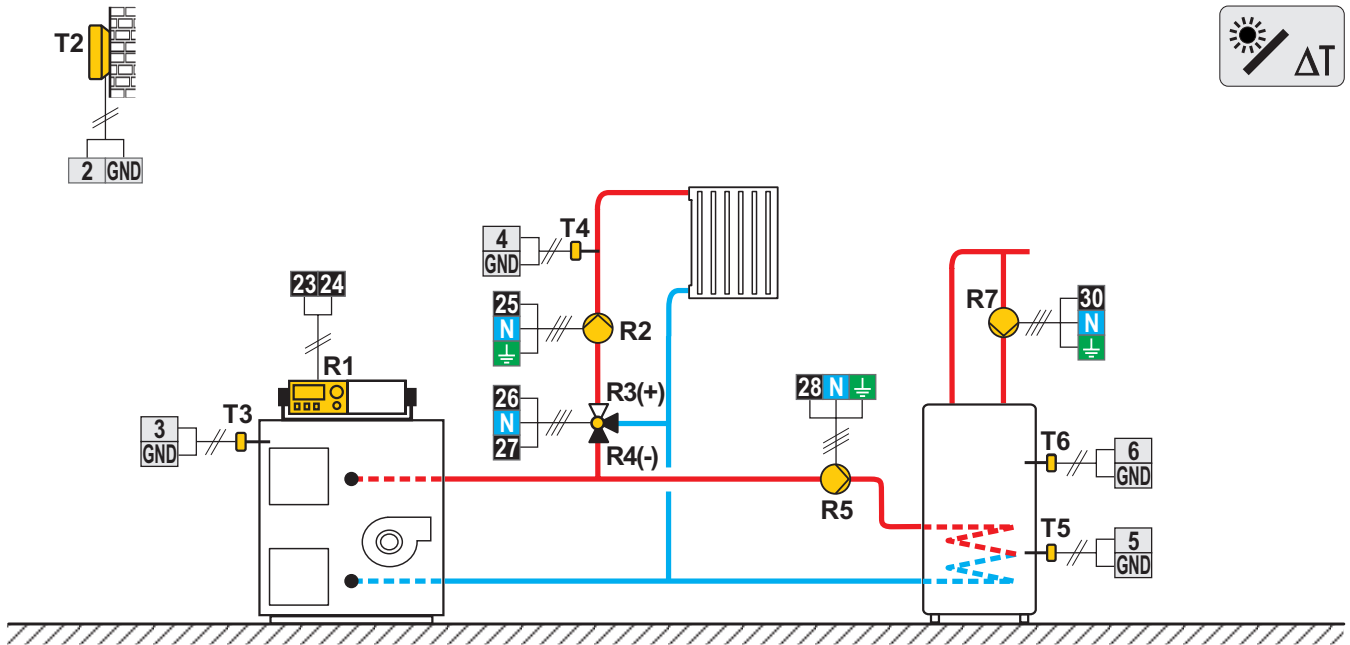 T2
2 GND
ΔT
4
GND
T4
23 24
R1
25
N
R2
R7
30
N
3
GND
T3
26
N
27
R3(+)
R4(-)
28 N
R5
T6
6
GND
T5
5
GND